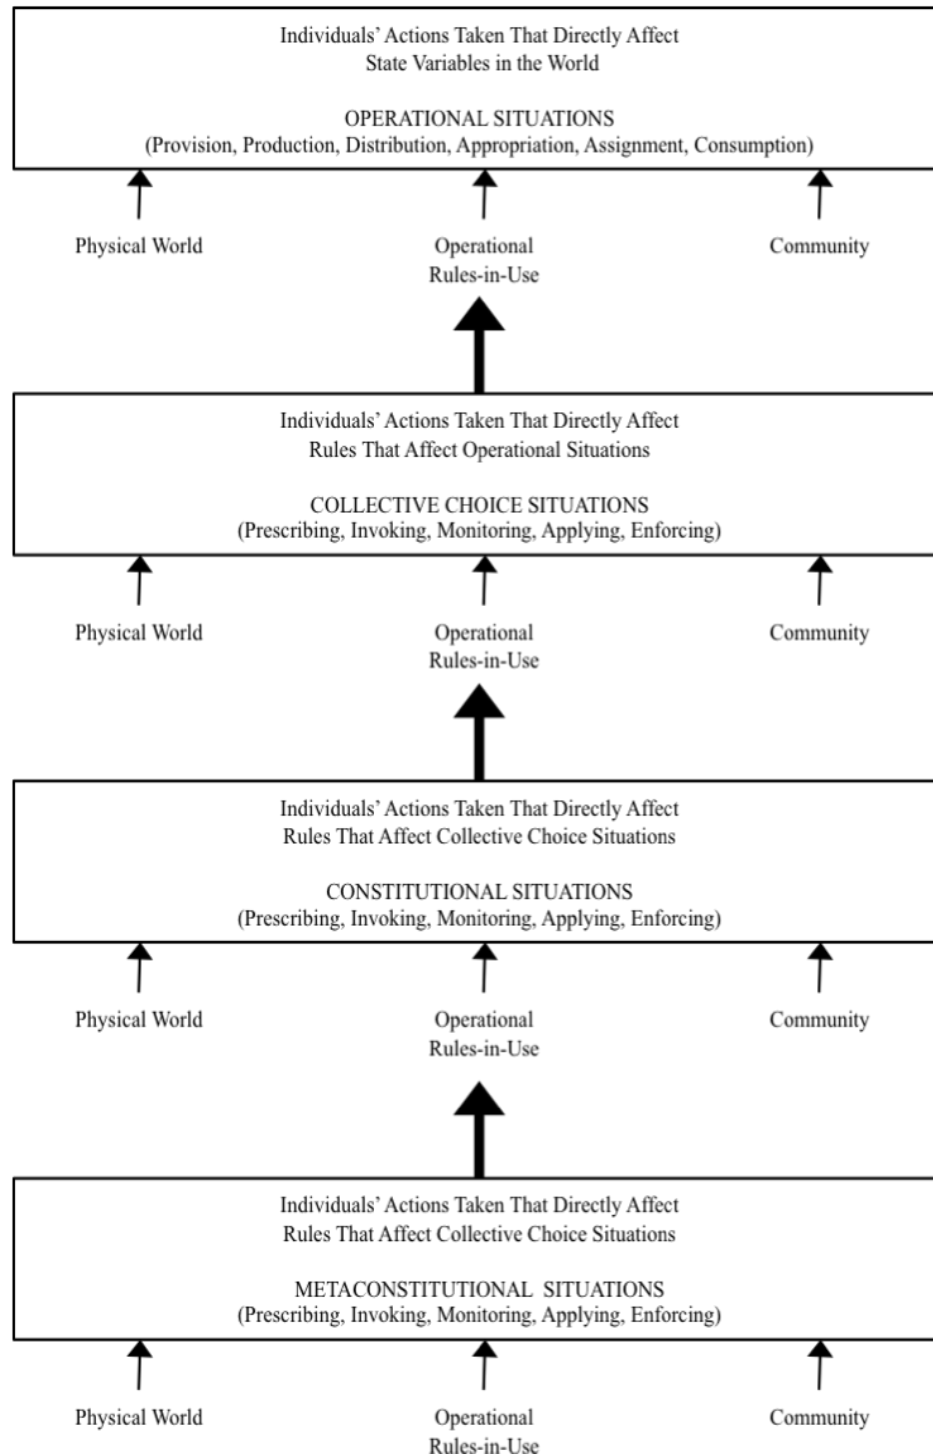 Individuals’ Actions Taken That Directly Affect
State Variables in the World
OPERATIONAL SITUATIONS
(Provision, Production, Distribution, Appropriation, Assignment, Consumption)
Physical World
Operational
Rules-in-Use
Community
Individuals’ Actions Taken That Directly Affect
Rules That Affect Operational Situations
COLLECTIVE CHOICE SITUATIONS
(Prescribing, Invoking, Monitoring, Applying, Enforcing)
Physical World
Operational
Rules-in-Use
Community
Individuals’ Actions Taken That Directly Affect
Rules That Affect Collective Choice Situations
CONSTITUTIONAL SITUATIONS
(Prescribing, Invoking, Monitoring, Applying, Enforcing)
Physical World
Operational
Rules-in-Use
Community
Individuals’ Actions Taken That Directly Affect
Rules That Affect Collective Choice Situations
METACONSTITUTIONAL SITUATIONS
(Prescribing, Invoking, Monitoring, Applying, Enforcing)
Physical World
Operational
Rules-in-Use
Community